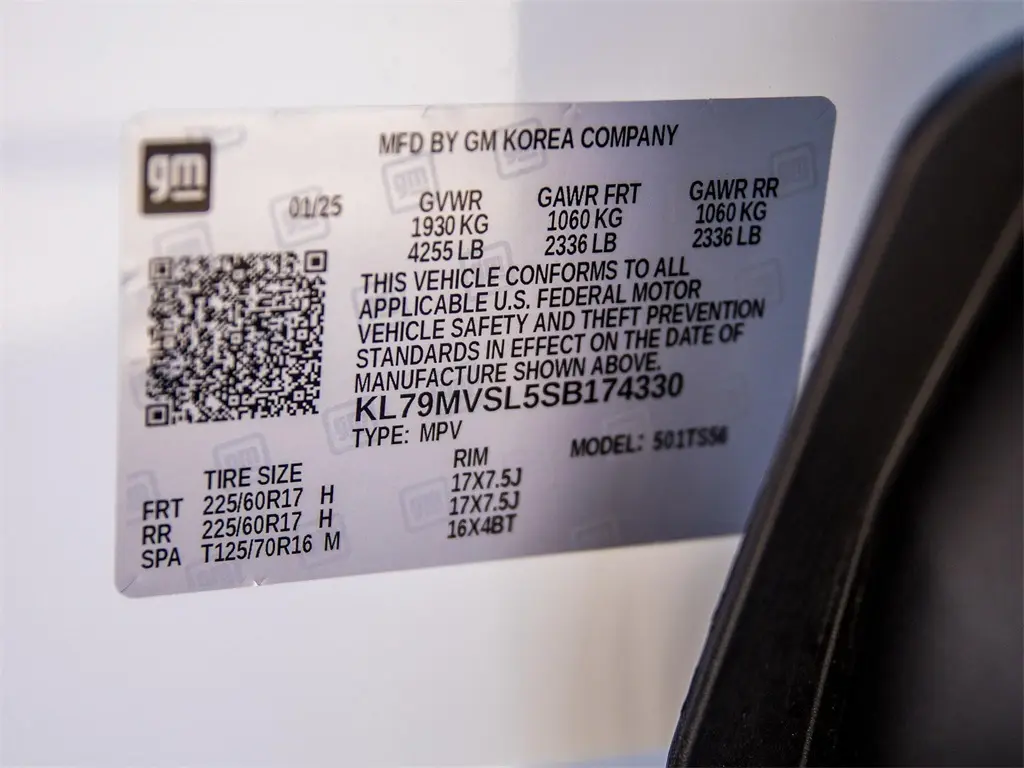 MFD BY GM KOREA COMPANY
gm
01/25
GVWR GAWR FRT GAWR RR
1930 KG 1060 KG 1060 KG
4255 LB 2336 LB 2336 LB
THIS VEHICLE CONFORMS TO ALL
APPLICABLE U.S. FEDERAL MOTOR
VEHICLE SAFETY AND THEFT PREVENTION
STANDARDS IN EFFECT ON THE DATE OF
MANUFACTURE SHOWN ABOVE.
KL79MVSL5SB174330
TYPE: MPV MODEL: 501TS56
TIRE SIZE RIM
FRT 225/60R17 H 17X7.5J
RR 225/60R17 H 17X7.5J
SPA T125/70R16 M 16X4BT